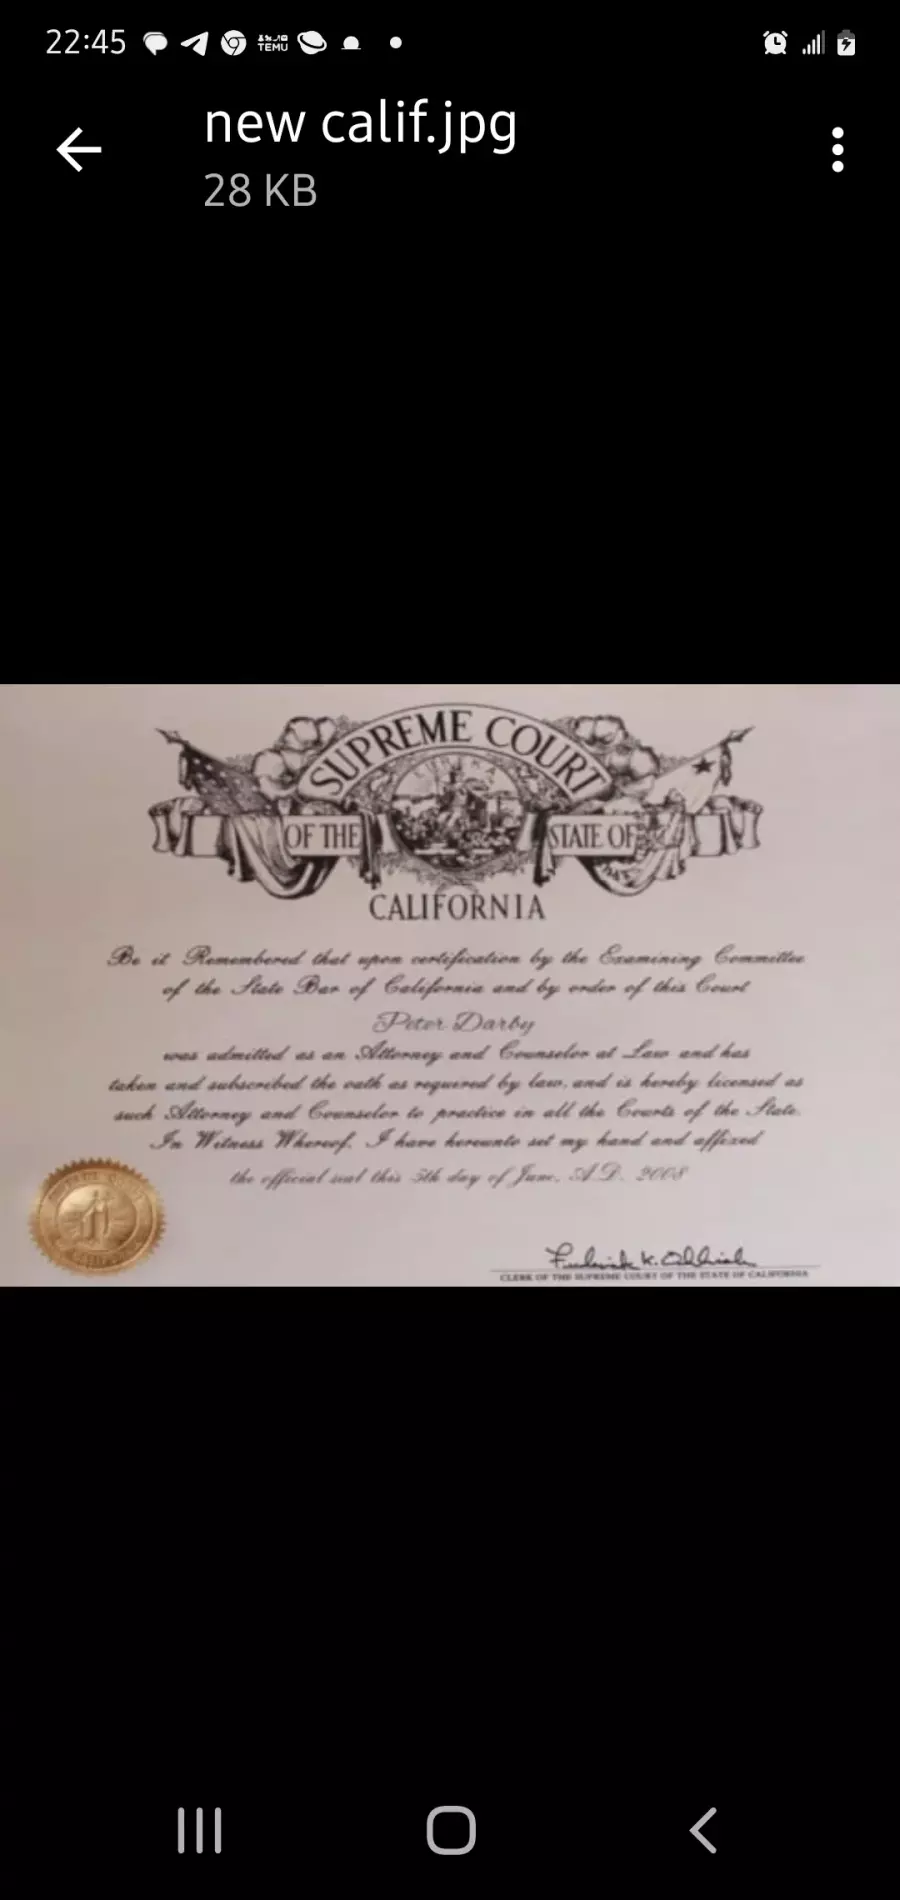 22:45
TEMU
new calif.jpg
28 KB
SUPREME COURT
EUREKA
OF THE
STATE OF
CALIFORNIA
Be it Remembered that upon certification by the Examining Committee
of the State Bar of California and by order of this Court
Peter Darby
was admitted as an Attorney and Counselor at Law and has
taken and subscribed the oath as required by law, and is hereby licensed as
such Attorney and Counselor to practice in all the Courts of the State.
In Witness Whereof, I have hereunto set my hand and affixed
the official seal this 5th day of June, A.D. 2008
Frederick K. Ohlrich
CLERK OF THE SUPREME COURT OF THE STATE OF CALIFORNIA